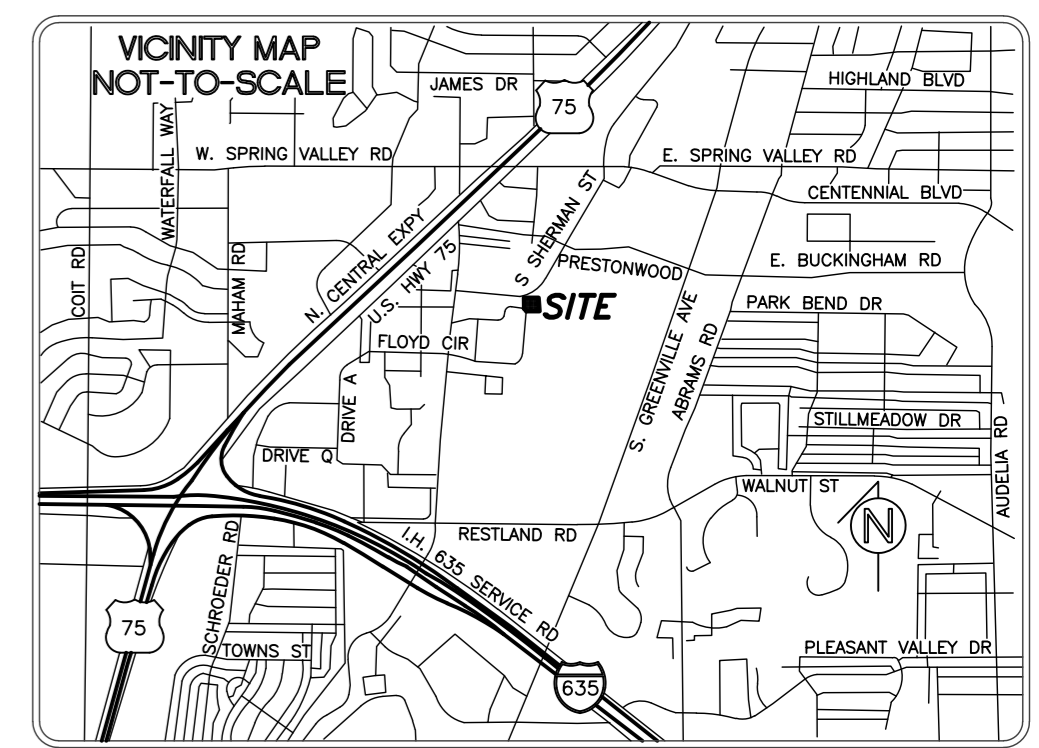 VICINITY MAP
NOT-TO-SCALE
JAMES DR
75
HIGHLAND BLVD
WATERFALL WAY
W. SPRING VALLEY RD
E. SPRING VALLEY RD
CENTENNIAL BLVD
S SHERMAN ST
COIT RD
MAHAM RD
N. CENTRAL EXPY
U.S. HWY 75
PRESTONWOOD
E. BUCKINGHAM RD
SITE
PARK BEND DR
FLOYD CIR
S. GREENVILLE AVE
ABRAMS RD
DRIVE A
STILLMEADOW DR
DRIVE Q
AUDELIA RD
WALNUT ST
N
RESTLAND RD
I.H. 635 SERVICE RD
SCHROEDER RD
75
TOWNS ST
PLEASANT VALLEY DR
635